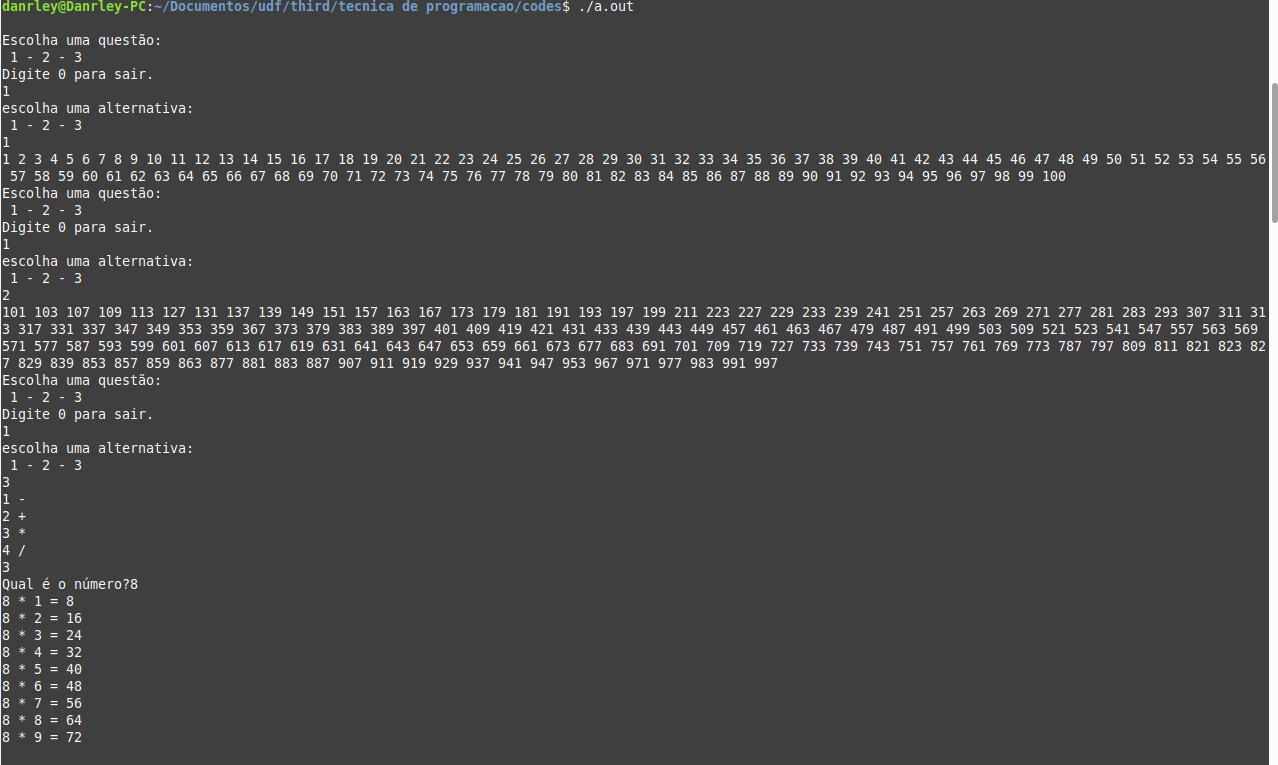 danrley@Danrley-PC:~/Documentos/udf/third/tecnica de programacao/codes$ ./a.out
Escolha uma questão:
 1 - 2 - 3
Digite 0 para sair.
1
escolha uma alternativa:
 1 - 2 - 3
1
1 2 3 4 5 6 7 8 9 10 11 12 13 14 15 16 17 18 19 20 21 22 23 24 25 26 27 28 29 30 31 32 33 34 35 36 37 38 39 40 41 42 43 44 45 46 47 48 49 50 51 52 53 54 55 56
 57 58 59 60 61 62 63 64 65 66 67 68 69 70 71 72 73 74 75 76 77 78 79 80 81 82 83 84 85 86 87 88 89 90 91 92 93 94 95 96 97 98 99 100
Escolha uma questão:
 1 - 2 - 3
Digite 0 para sair.
1
escolha uma alternativa:
 1 - 2 - 3
2
101 103 107 109 113 127 131 137 139 149 151 157 163 167 173 179 181 191 193 197 199 211 223 227 229 233 239 241 251 257 263 269 271 277 281 283 293 307 311 31
3 317 331 337 347 349 353 359 367 373 379 383 389 397 401 409 419 421 431 433 439 443 449 457 461 463 467 479 487 491 499 503 509 521 523 541 547 557 563 569
571 577 587 593 599 601 607 613 617 619 631 641 643 647 653 659 661 673 677 683 691 701 709 719 727 733 739 743 751 757 761 769 773 787 797 809 811 821 823 82
7 829 839 853 857 859 863 877 881 883 887 907 911 919 929 937 941 947 953 967 971 977 983 991 997
Escolha uma questão:
 1 - 2 - 3
Digite 0 para sair.
1
escolha uma alternativa:
 1 - 2 - 3
3
1 -
2 +
3 *
4 /
3
Qual é o número?8
8 * 1 = 8
8 * 2 = 16
8 * 3 = 24
8 * 4 = 32
8 * 5 = 40
8 * 6 = 48
8 * 7 = 56
8 * 8 = 64
8 * 9 = 72